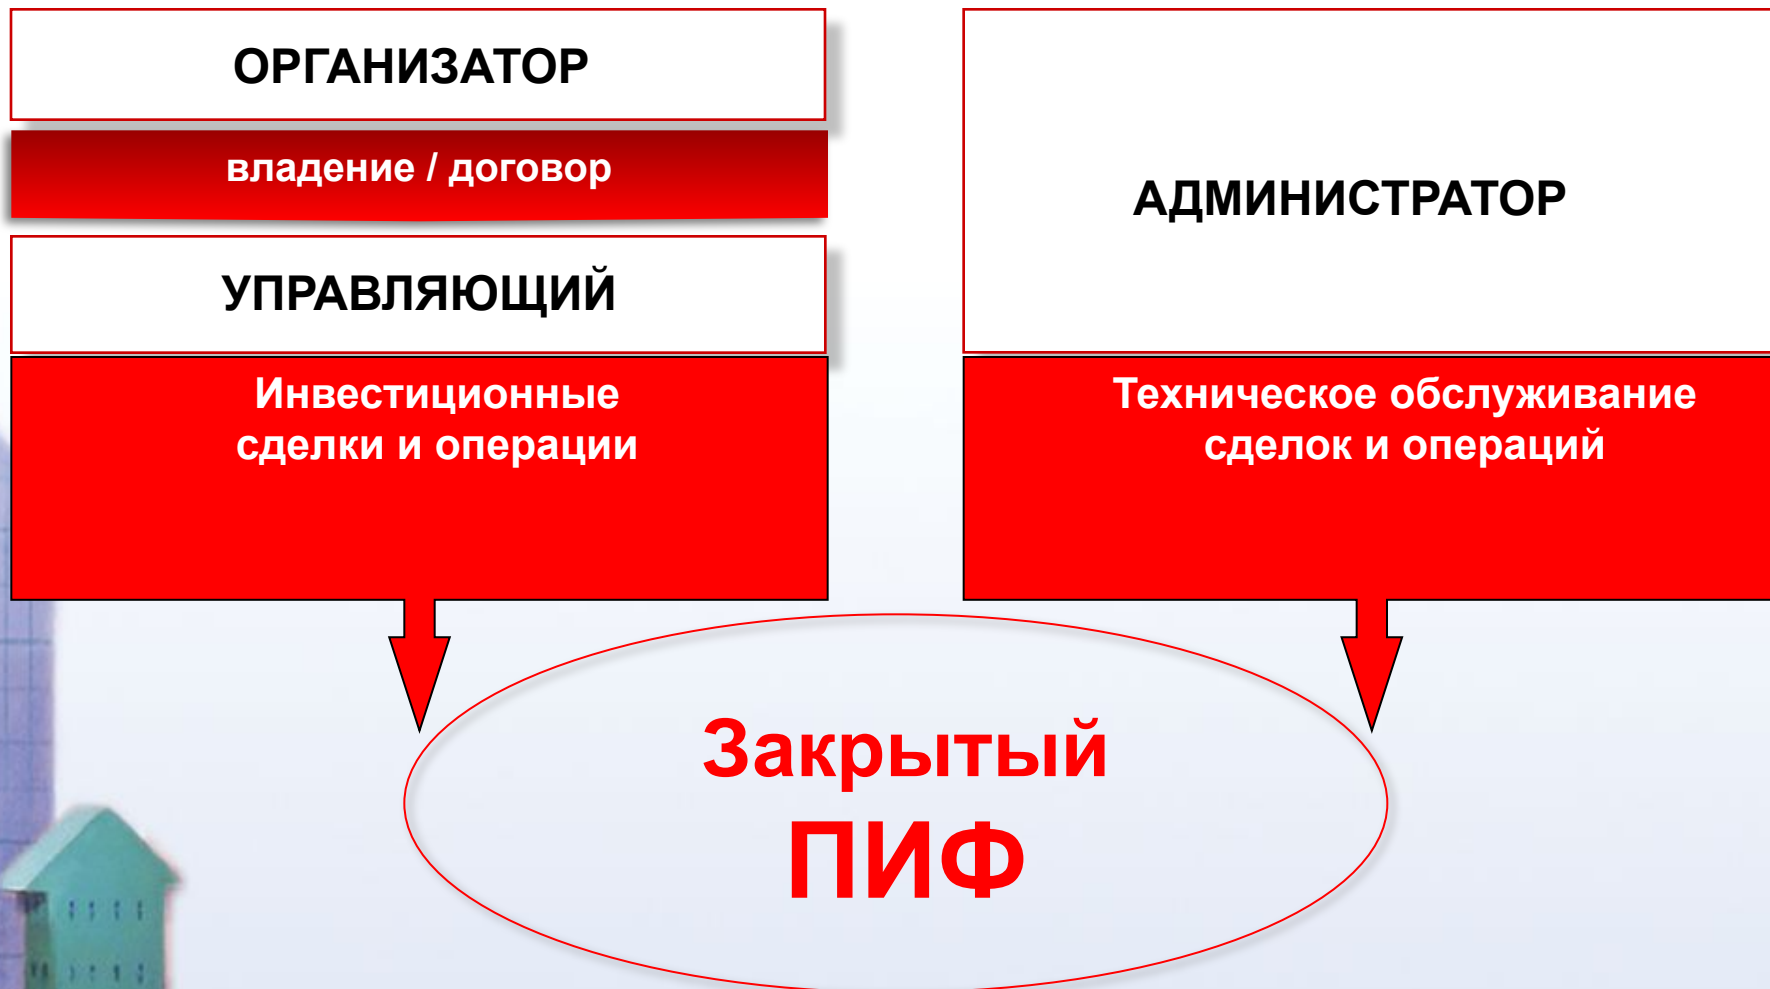 ОРГАНИЗАТОР
владение / договор
УПРАВЛЯЮЩИЙ
Инвестиционные
сделки и операции
АДМИНИСТРАТОР
Техническое обслуживание
сделок и операций
Закрытый
ПИФ